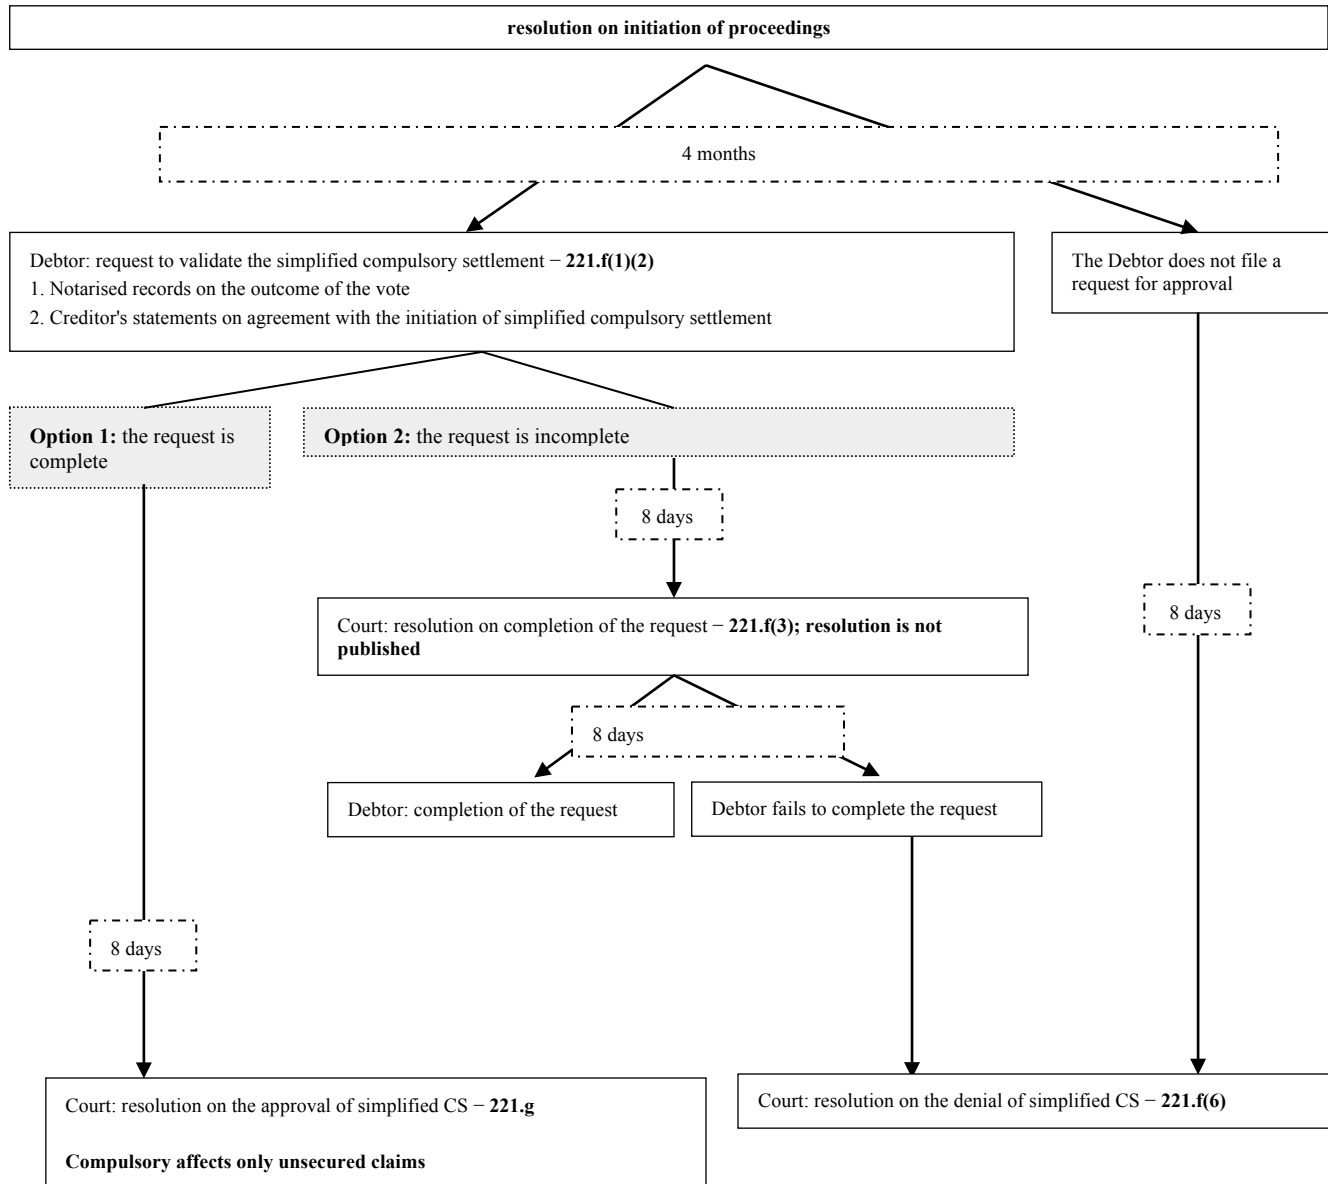 resolution on initiation of proceedings
4 months
Debtor: request to validate the simplified compulsory settlement − 221.f(1)(2)
1. Notarised records on the outcome of the vote
2. Creditor's statements on agreement with the initiation of simplified compulsory settlement
The Debtor does not file a
request for approval
Option 1: the request is
complete
Option 2: the request is incomplete
8 days
Court: resolution on completion of the request − 221.f(3); resolution is not
published
8 days
8 days
Debtor: completion of the request
Debtor fails to complete the request
8 days
Court: resolution on the approval of simplified CS − 221.g
Compulsory affects only unsecured claims
Court: resolution on the denial of simplified CS − 221.f(6)